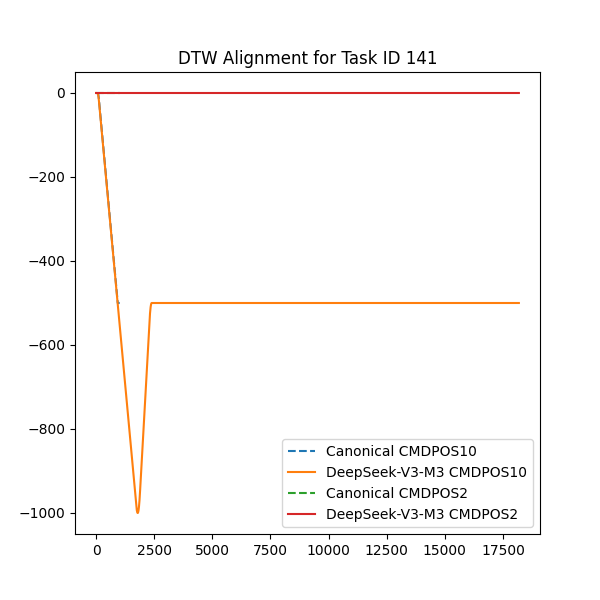 DTW Alignment for Task ID 141
0
−200
−400
−600
−800
−1000
Canonical CMDPOS10
DeepSeek-V3-M3 CMDPOS10
Canonical CMDPOS2
DeepSeek-V3-M3 CMDPOS2
0 2500 5000 7500 10000 12500 15000 17500